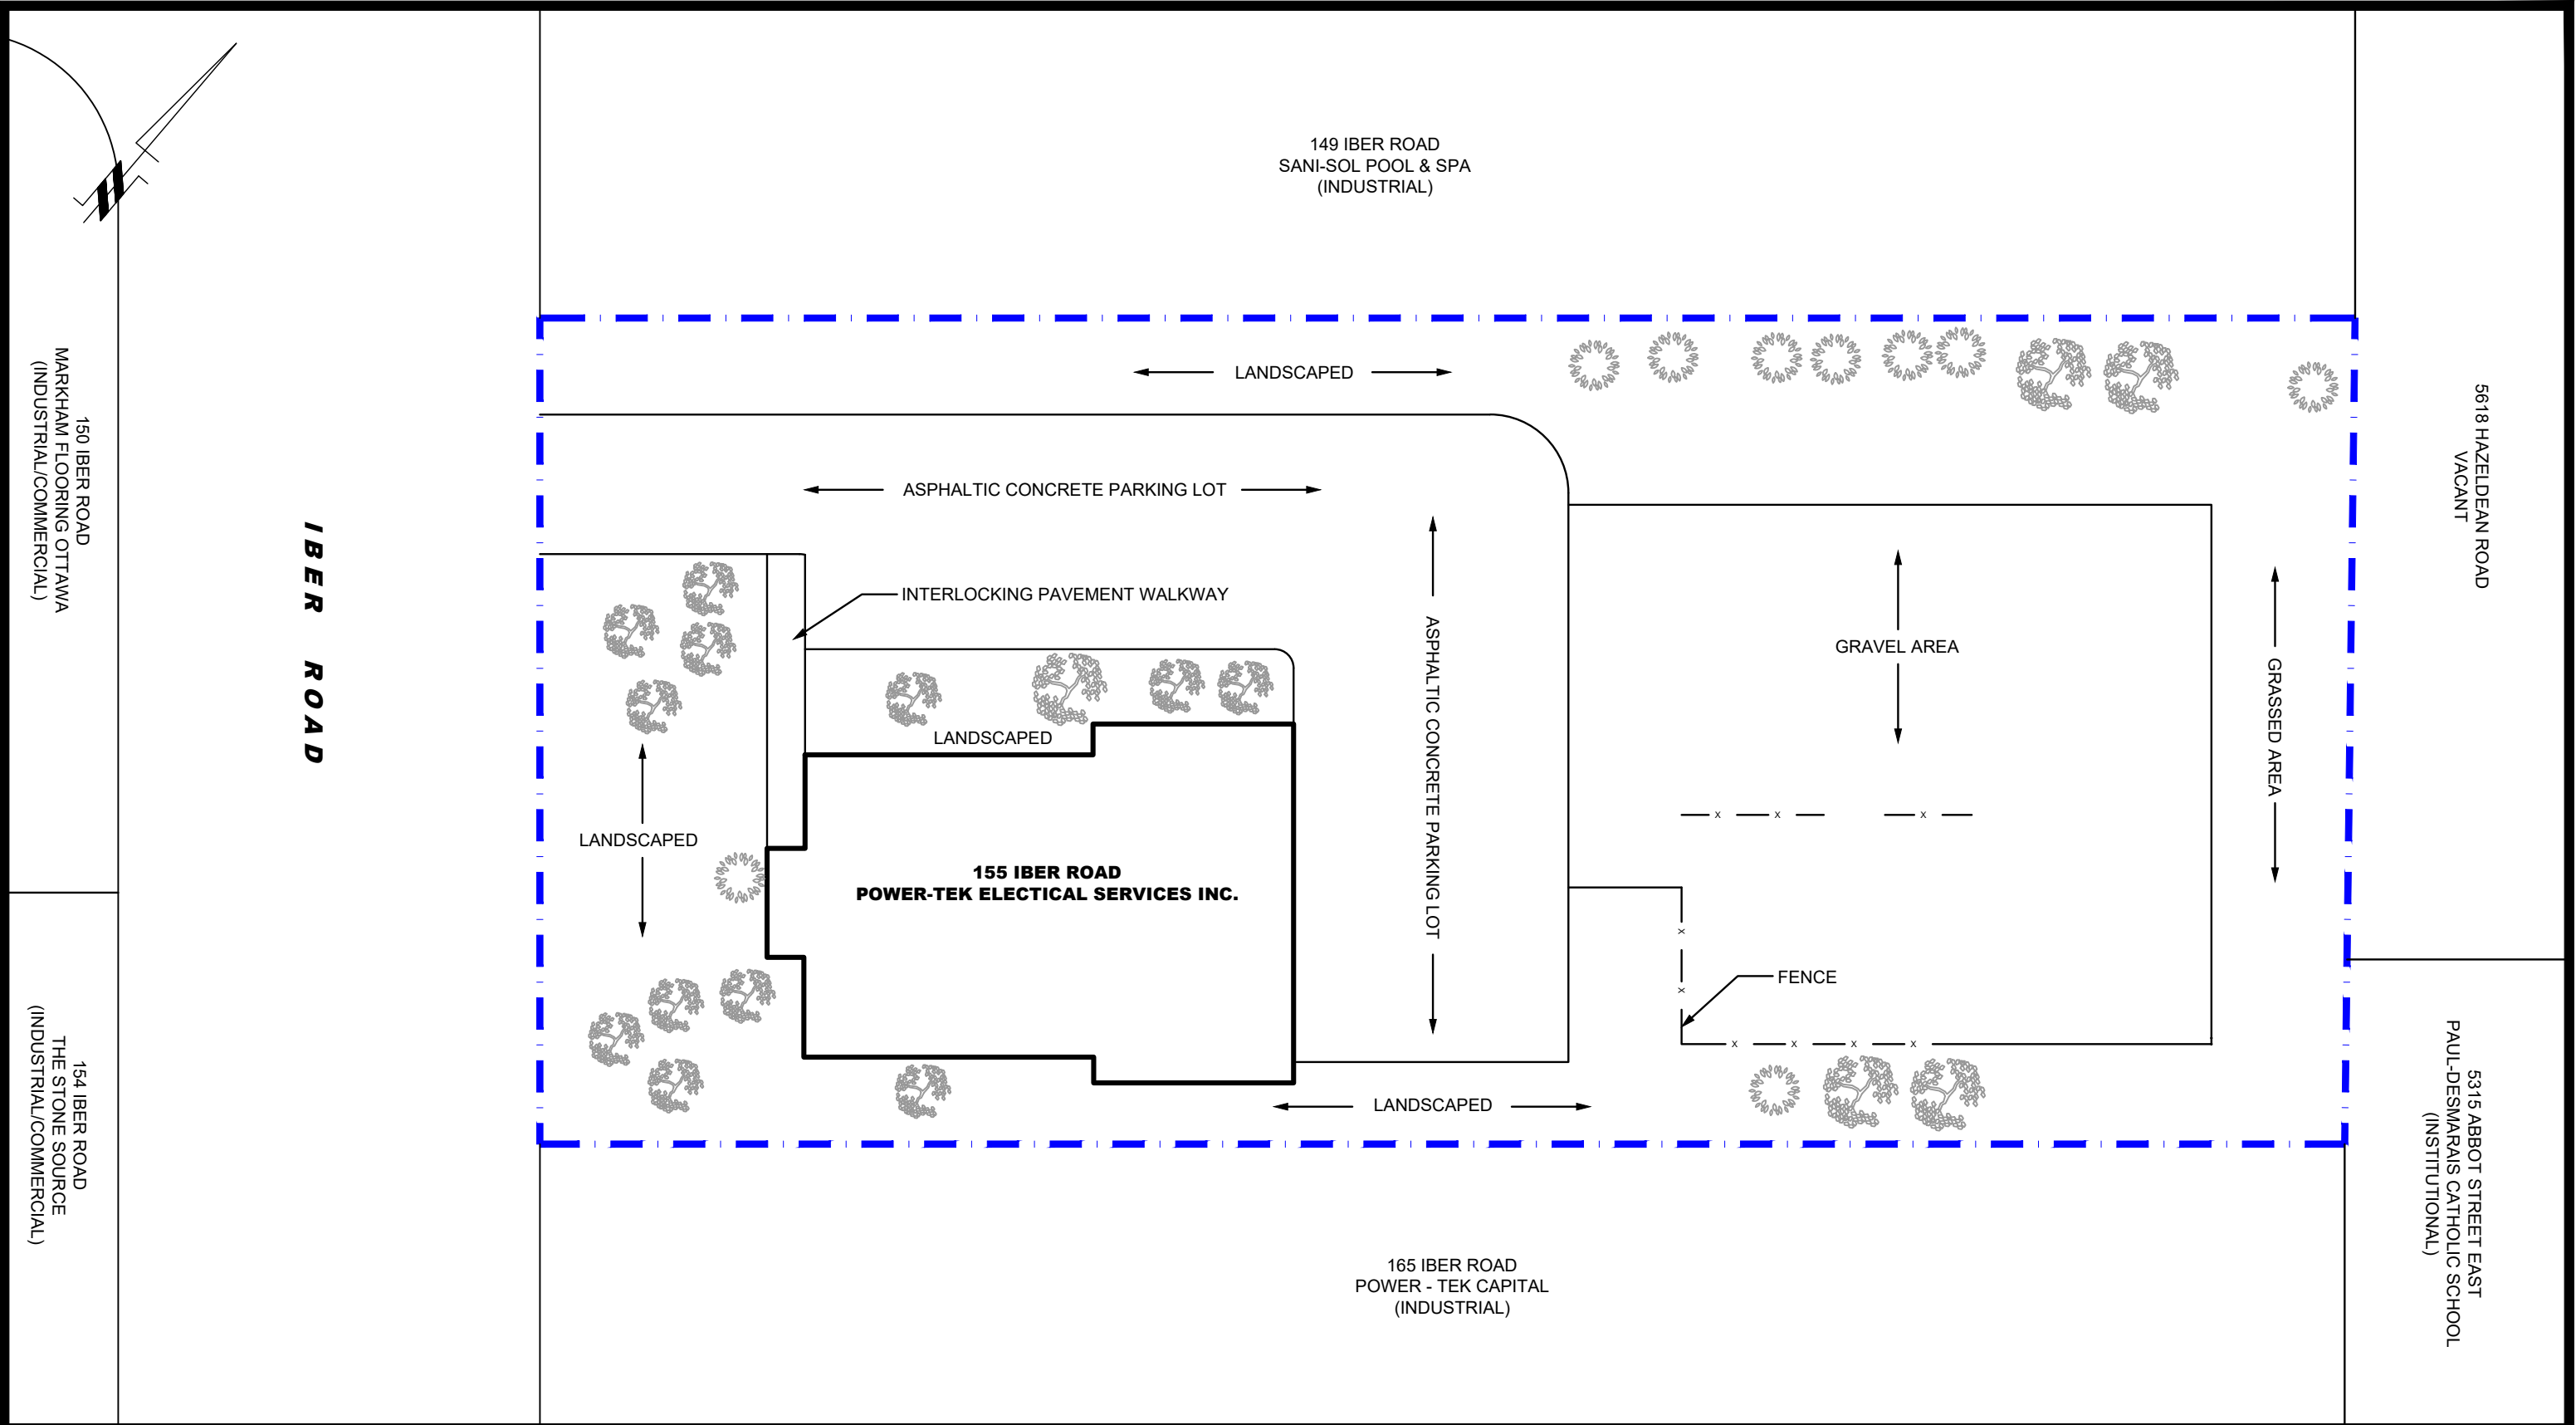 149 IBER ROAD
SANI-SOL POOL & SPA
(INDUSTRIAL)
150 IBER ROAD
MARKHAM FLOORING OTTAWA
(INDUSTRIAL/COMMERCIAL)
IBER ROAD
LANDSCAPED
5618 HAZELDEAN ROAD
VACANT
ASPHALTIC CONCRETE PARKING LOT
INTERLOCKING PAVEMENT WALKWAY
ASPHALTIC CONCRETE PARKING LOT
GRAVEL AREA
GRASSED AREA
LANDSCAPED
LANDSCAPED
x x x
155 IBER ROAD
POWER-TEK ELECTICAL SERVICES INC.
x
x
FENCE
x x x x
LANDSCAPED
154 IBER ROAD
THE STONE SOURCE
(INDUSTRIAL/COMMERCIAL)
5315 ABBOT STREET EAST
PAUL-DESMARAIS CATHOLIC SCHOOL
(INSTITUTIONAL)
165 IBER ROAD
POWER - TEK CAPITAL
(INDUSTRIAL)